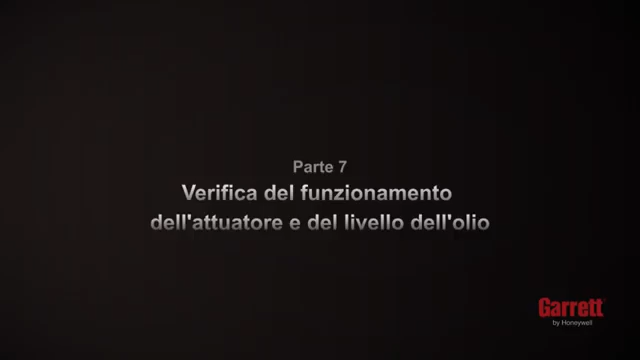 Parte 7
Verifica del funzionamento
dell'attuatore e del livello dell'olio
Garrett
by Honeywell